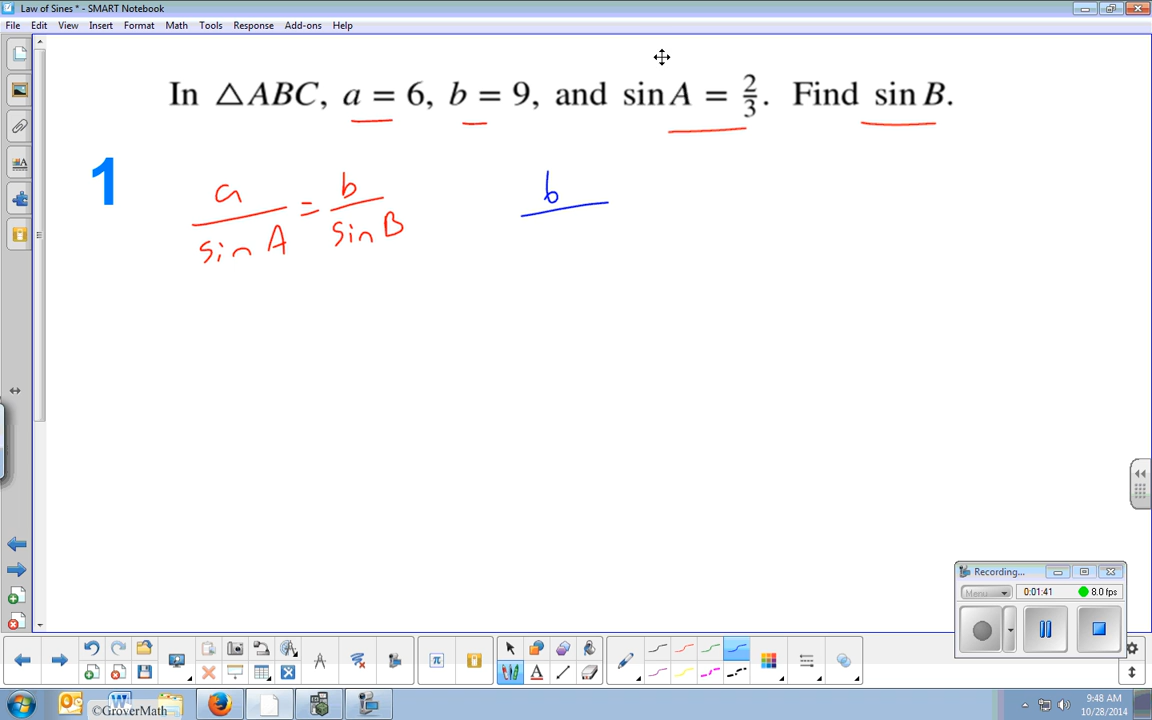 Law of Sines * - SMART Notebook
File Edit View Insert Format Math Tools Response Add-ons Help
In △ABC, a = 6, b = 9, and sin A = 2/3. Find sin B.
1
a/sin A = b/sin B
b
Recording...
Menu 0:01:41 8.0 fps
A π A
9:48 AM
10/28/2014
©GroverMath